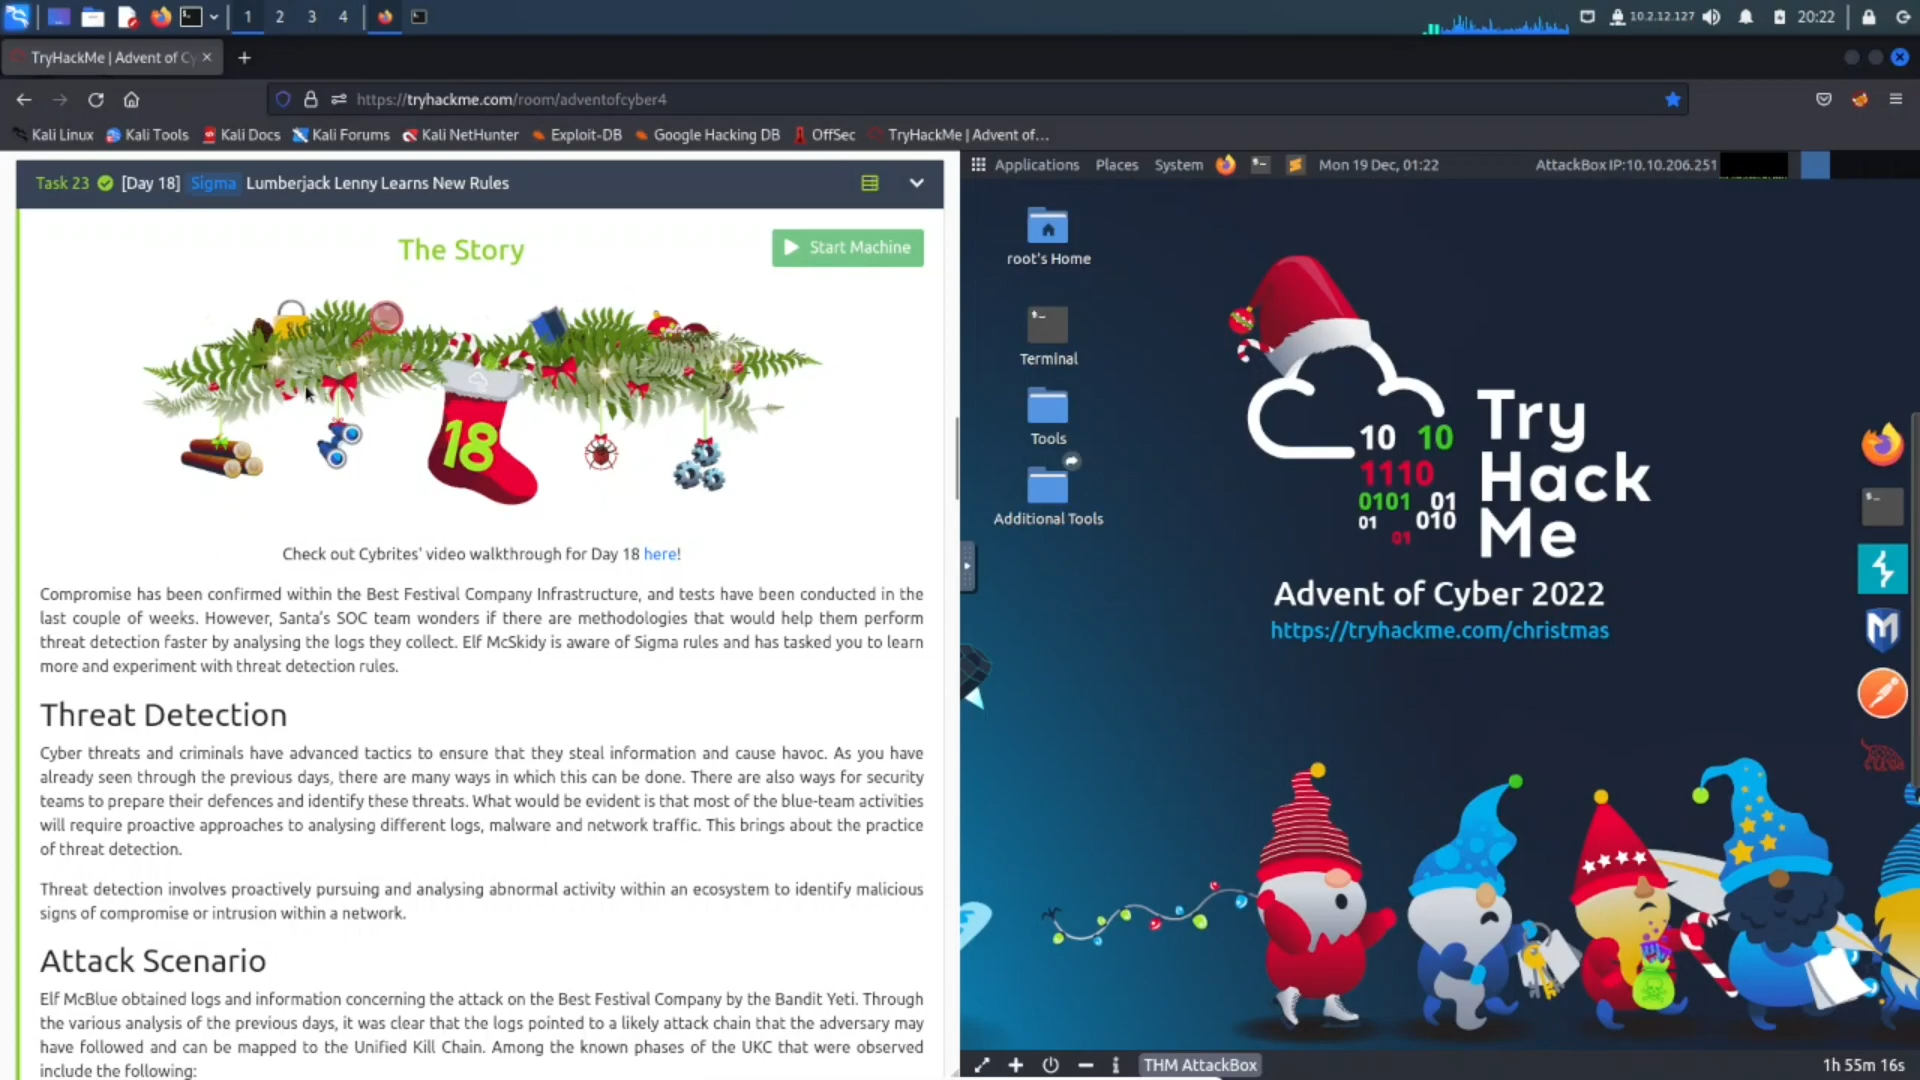 1 2 3 4 10.2.12.127 20:22
TryHackMe | Advent of Cy
https://tryhackme.com/room/adventofcyber4
Kali Linux Kali Tools Kali Docs Kali Forums Kali NetHunter Exploit-DB Google Hacking DB OffSec TryHackMe | Advent of…
Task 23 [Day 18] Sigma Lumberjack Lenny Learns New Rules
The Story
Start Machine
18
Check out Cybrites' video walkthrough for Day 18 here!
Compromise has been confirmed within the Best Festival Company Infrastructure, and tests have been conducted in the
last couple of weeks. However, Santa's SOC team wonders if there are methodologies that would help them perform
threat detection faster by analysing the logs they collect. Elf McSkidy is aware of Sigma rules and has tasked you to learn
more and experiment with threat detection rules.
Threat Detection
Cyber threats and criminals have advanced tactics to ensure that they steal information and cause havoc. As you have
already seen through the previous days, there are many ways in which this can be done. There are also ways for security
teams to prepare their defences and identify these threats. What would be evident is that most of the blue-team activities
will require proactive approaches to analysing different logs, malware and network traffic. This brings about the practice
of threat detection.
Threat detection involves proactively pursuing and analysing abnormal activity within an ecosystem to identify malicious
signs of compromise or intrusion within a network.
Attack Scenario
Elf McBlue obtained logs and information concerning the attack on the Best Festival Company by the Bandit Yeti. Through
the various analysis of the previous days, it was clear that the logs pointed to a likely attack chain that the adversary may
have followed and can be mapped to the Unified Kill Chain. Among the known phases of the UKC that were observed
include the following:
Applications Places System Mon 19 Dec, 01:22 AttackBox IP:10.10.206.251
root's Home
Terminal
Tools
Additional Tools
10 10
1110
0101 01
01 010
01
Try
Hack
Me
Advent of Cyber 2022
https://tryhackme.com/christmas
THM AttackBox
1h 55m 16s